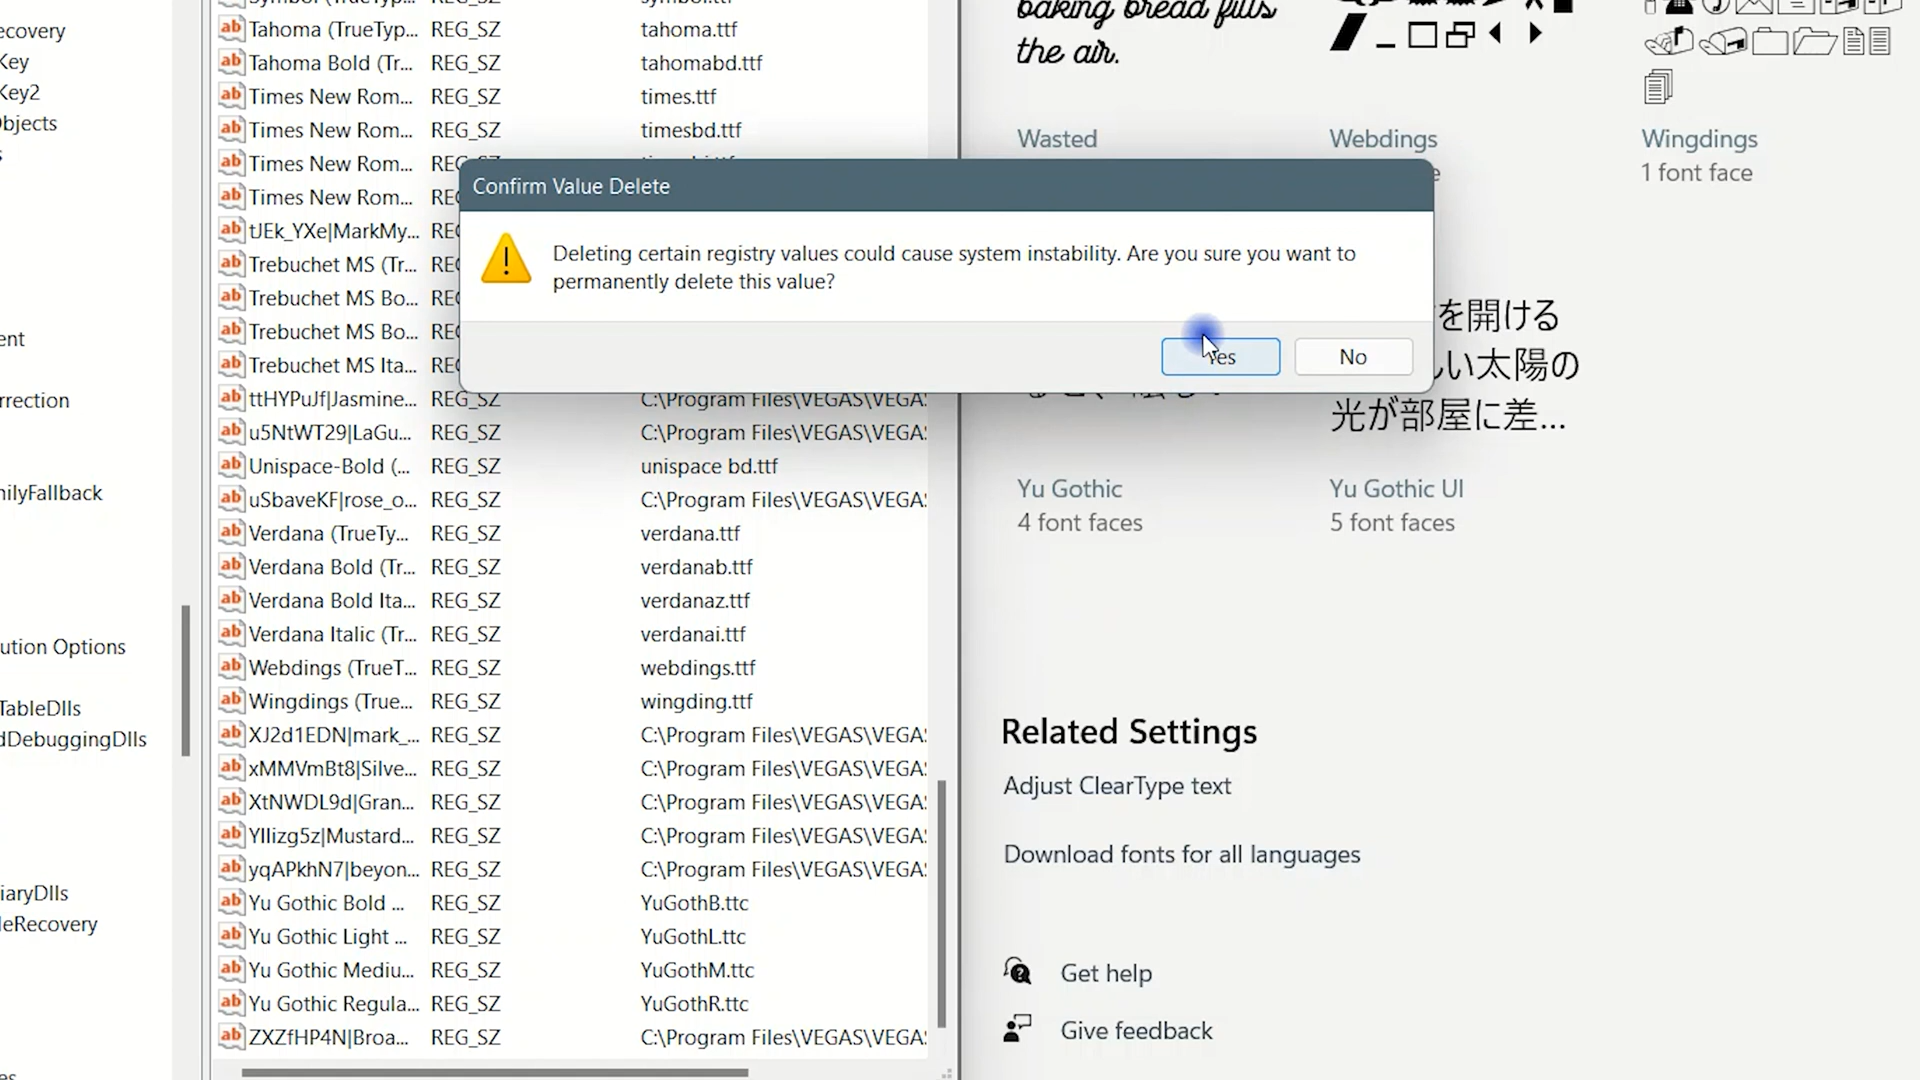 ecovery
Key
Key2
bjects
ent
rrection
nilyFallback
ution Options
TableDlls
dDebuggingDlls
iaryDlls
leRecovery
Tahoma (TrueTyp... REG_SZ tahoma.ttf
Tahoma Bold (Tr... REG_SZ tahomabd.ttf
Times New Rom... REG_SZ times.ttf
Times New Rom... REG_SZ timesbd.ttf
Times New Rom...
Times New Rom...
tJEk_YXe|MarkMy...
Trebuchet MS (Tr...
Trebuchet MS Bo...
Trebuchet MS Bo...
Trebuchet MS Ita...
ttHYPuJf|Jasmine... REG_SZ C:\Program Files\VEGAS\VEGAS
u5NtWT29|LaGu... REG_SZ C:\Program Files\VEGAS\VEGAS
Unispace-Bold (... REG_SZ unispace bd.ttf
uSbaveKF|rose_o... REG_SZ C:\Program Files\VEGAS\VEGAS
Verdana (TrueTy... REG_SZ verdana.ttf
Verdana Bold (Tr... REG_SZ verdanab.ttf
Verdana Bold Ita... REG_SZ verdanaz.ttf
Verdana Italic (Tr... REG_SZ verdanai.ttf
Webdings (TrueT... REG_SZ webdings.ttf
Wingdings (True... REG_SZ wingding.ttf
XJ2d1EDN|mark_... REG_SZ C:\Program Files\VEGAS\VEGAS
xMMVmBt8|Silve... REG_SZ C:\Program Files\VEGAS\VEGAS
XtNWDL9d|Gran... REG_SZ C:\Program Files\VEGAS\VEGAS
YIlizg5z|Mustard... REG_SZ C:\Program Files\VEGAS\VEGAS
yqAPkhN7|beyon... REG_SZ C:\Program Files\VEGAS\VEGAS
Yu Gothic Bold ... REG_SZ YuGothB.ttc
Yu Gothic Light ... REG_SZ YuGothL.ttc
Yu Gothic Mediu... REG_SZ YuGothM.ttc
Yu Gothic Regula... REG_SZ YuGothR.ttc
ZXZfHP4N|Broa... REG_SZ C:\Program Files\VEGAS\VEGAS
Confirm Value Delete
Deleting certain registry values could cause system instability. Are you sure you want to
permanently delete this value?
Yes No
baking bread fills
the air.
Wasted
Webdings
Wingdings
1 font face
を開ける
しい太陽の
光が部屋に差...
Yu Gothic
4 font faces
Yu Gothic UI
5 font faces
Related Settings
Adjust ClearType text
Download fonts for all languages
Get help
Give feedback